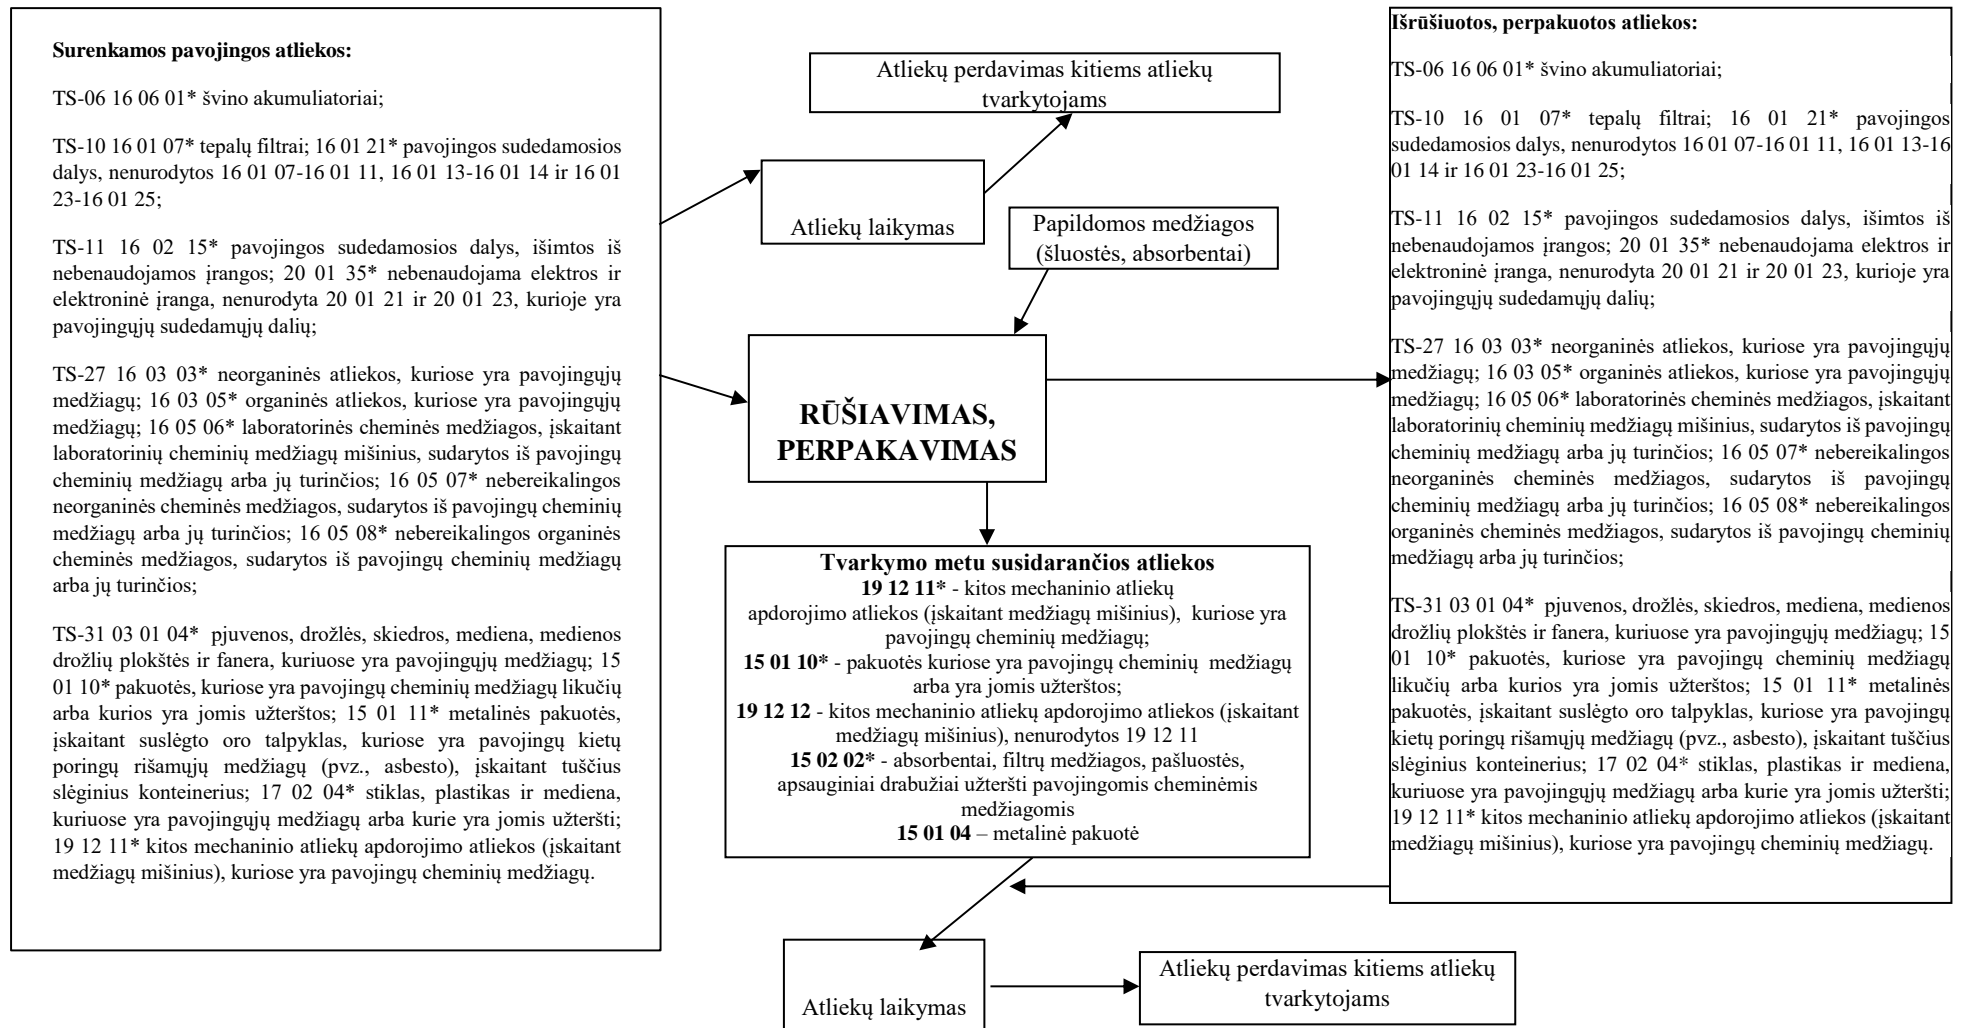 Surenkamos pavojingos atliekos:
TS-06 16 06 01* švino akumuliatoriai;
TS-10 16 01 07* tepalų filtrai; 16 01 21* pavojingos sudedamosios
dalys, nenurodytos 16 01 07-16 01 11, 16 01 13-16 01 14 ir 16 01
23-16 01 25;
TS-11 16 02 15* pavojingos sudedamosios dalys, išimtos iš
nebenaudojamos įrangos; 20 01 35* nebenaudojama elektros ir
elektroninė įranga, nenurodyta 20 01 21 ir 20 01 23, kurioje yra
pavojingųjų sudedamųjų dalių;
TS-27 16 03 03* neorganinės atliekos, kuriose yra pavojingųjų
medžiagų; 16 03 05* organinės atliekos, kuriose yra pavojingųjų
medžiagų; 16 05 06* laboratorinės cheminės medžiagos, įskaitant
laboratorinių cheminių medžiagų mišinius, sudarytos iš pavojingų
cheminių medžiagų arba jų turinčios; 16 05 07* nebereikalingos
neorganinės cheminės medžiagos, sudarytos iš pavojingų cheminių
medžiagų arba jų turinčios; 16 05 08* nebereikalingos organinės
cheminės medžiagos, sudarytos iš pavojingų cheminių medžiagų
arba jų turinčios;
TS-31 03 01 04* pjuvenos, drožlės, skiedros, mediena, medienos
drožlių plokštės ir fanera, kuriuose yra pavojingųjų medžiagų; 15
01 10* pakuotės, kuriose yra pavojingų cheminių medžiagų likučių
arba kurios yra jomis užterštos; 15 01 11* metalinės pakuotės,
įskaitant suslėgto oro talpyklas, kuriose yra pavojingų kietų
poringų rišamųjų medžiagų (pvz., asbesto), įskaitant tuščius
slėginius konteinerius; 17 02 04* stiklas, plastikas ir mediena,
kuriuose yra pavojingųjų medžiagų arba kurie yra jomis užteršti;
19 12 11* kitos mechaninio atliekų apdorojimo atliekos (įskaitant
medžiagų mišinius), kuriose yra pavojingų cheminių medžiagų.
Atliekų perdavimas kitiems atliekų
tvarkytojams
Atliekų laikymas
Papildomos medžiagos
(šluostės, absorbentai)
RŪŠIAVIMAS,
PERPAKAVIMAS
Tvarkymo metu susidarančios atliekos
19 12 11* - kitos mechaninio atliekų
apdorojimo atliekos (įskaitant medžiagų mišinius), kuriose yra
pavojingų cheminių medžiagų;
15 01 10* - pakuotės kuriose yra pavojingų cheminių medžiagų
arba yra jomis užterštos;
19 12 12 - kitos mechaninio atliekų apdorojimo atliekos (įskaitant
medžiagų mišinius), nenurodytos 19 12 11
15 02 02* - absorbentai, filtrų medžiagos, pašluostės,
apsauginiai drabužiai užteršti pavojingomis cheminėmis
medžiagomis
15 01 04 – metalinė pakuotė
Atliekų laikymas
Atliekų perdavimas kitiems atliekų
tvarkytojams
Išrūšiuotos, perpakuotos atliekos:
TS-06 16 06 01* švino akumuliatoriai;
TS-10 16 01 07* tepalų filtrai; 16 01 21* pavojingos
sudedamosios dalys, nenurodytos 16 01 07-16 01 11, 16 01 13-16
01 14 ir 16 01 23-16 01 25;
TS-11 16 02 15* pavojingos sudedamosios dalys, išimtos iš
nebenaudojamos įrangos; 20 01 35* nebenaudojama elektros ir
elektroninė įranga, nenurodyta 20 01 21 ir 20 01 23, kurioje yra
pavojingųjų sudedamųjų dalių;
TS-27 16 03 03* neorganinės atliekos, kuriose yra pavojingųjų
medžiagų; 16 03 05* organinės atliekos, kuriose yra pavojingųjų
medžiagų; 16 05 06* laboratorinės cheminės medžiagos, įskaitant
laboratorinių cheminių medžiagų mišinius, sudarytos iš pavojingų
cheminių medžiagų arba jų turinčios; 16 05 07* nebereikalingos
neorganinės cheminės medžiagos, sudarytos iš pavojingų
cheminių medžiagų arba jų turinčios; 16 05 08* nebereikalingos
organinės cheminės medžiagos, sudarytos iš pavojingų cheminių
medžiagų arba jų turinčios;
TS-31 03 01 04* pjuvenos, drožlės, skiedros, mediena, medienos
drožlių plokštės ir fanera, kuriuose yra pavojingųjų medžiagų; 15
01 10* pakuotės, kuriose yra pavojingų cheminių medžiagų
likučių arba kurios yra jomis užterštos; 15 01 11* metalinės
pakuotės, įskaitant suslėgto oro talpyklas, kuriose yra pavojingų
kietų poringų rišamųjų medžiagų (pvz., asbesto), įskaitant tuščius
slėginius konteinerius; 17 02 04* stiklas, plastikas ir mediena,
kuriuose yra pavojingųjų medžiagų arba kurie yra jomis užteršti;
19 12 11* kitos mechaninio atliekų apdorojimo atliekos (įskaitant
medžiagų mišinius), kuriose yra pavojingų cheminių medžiagų.